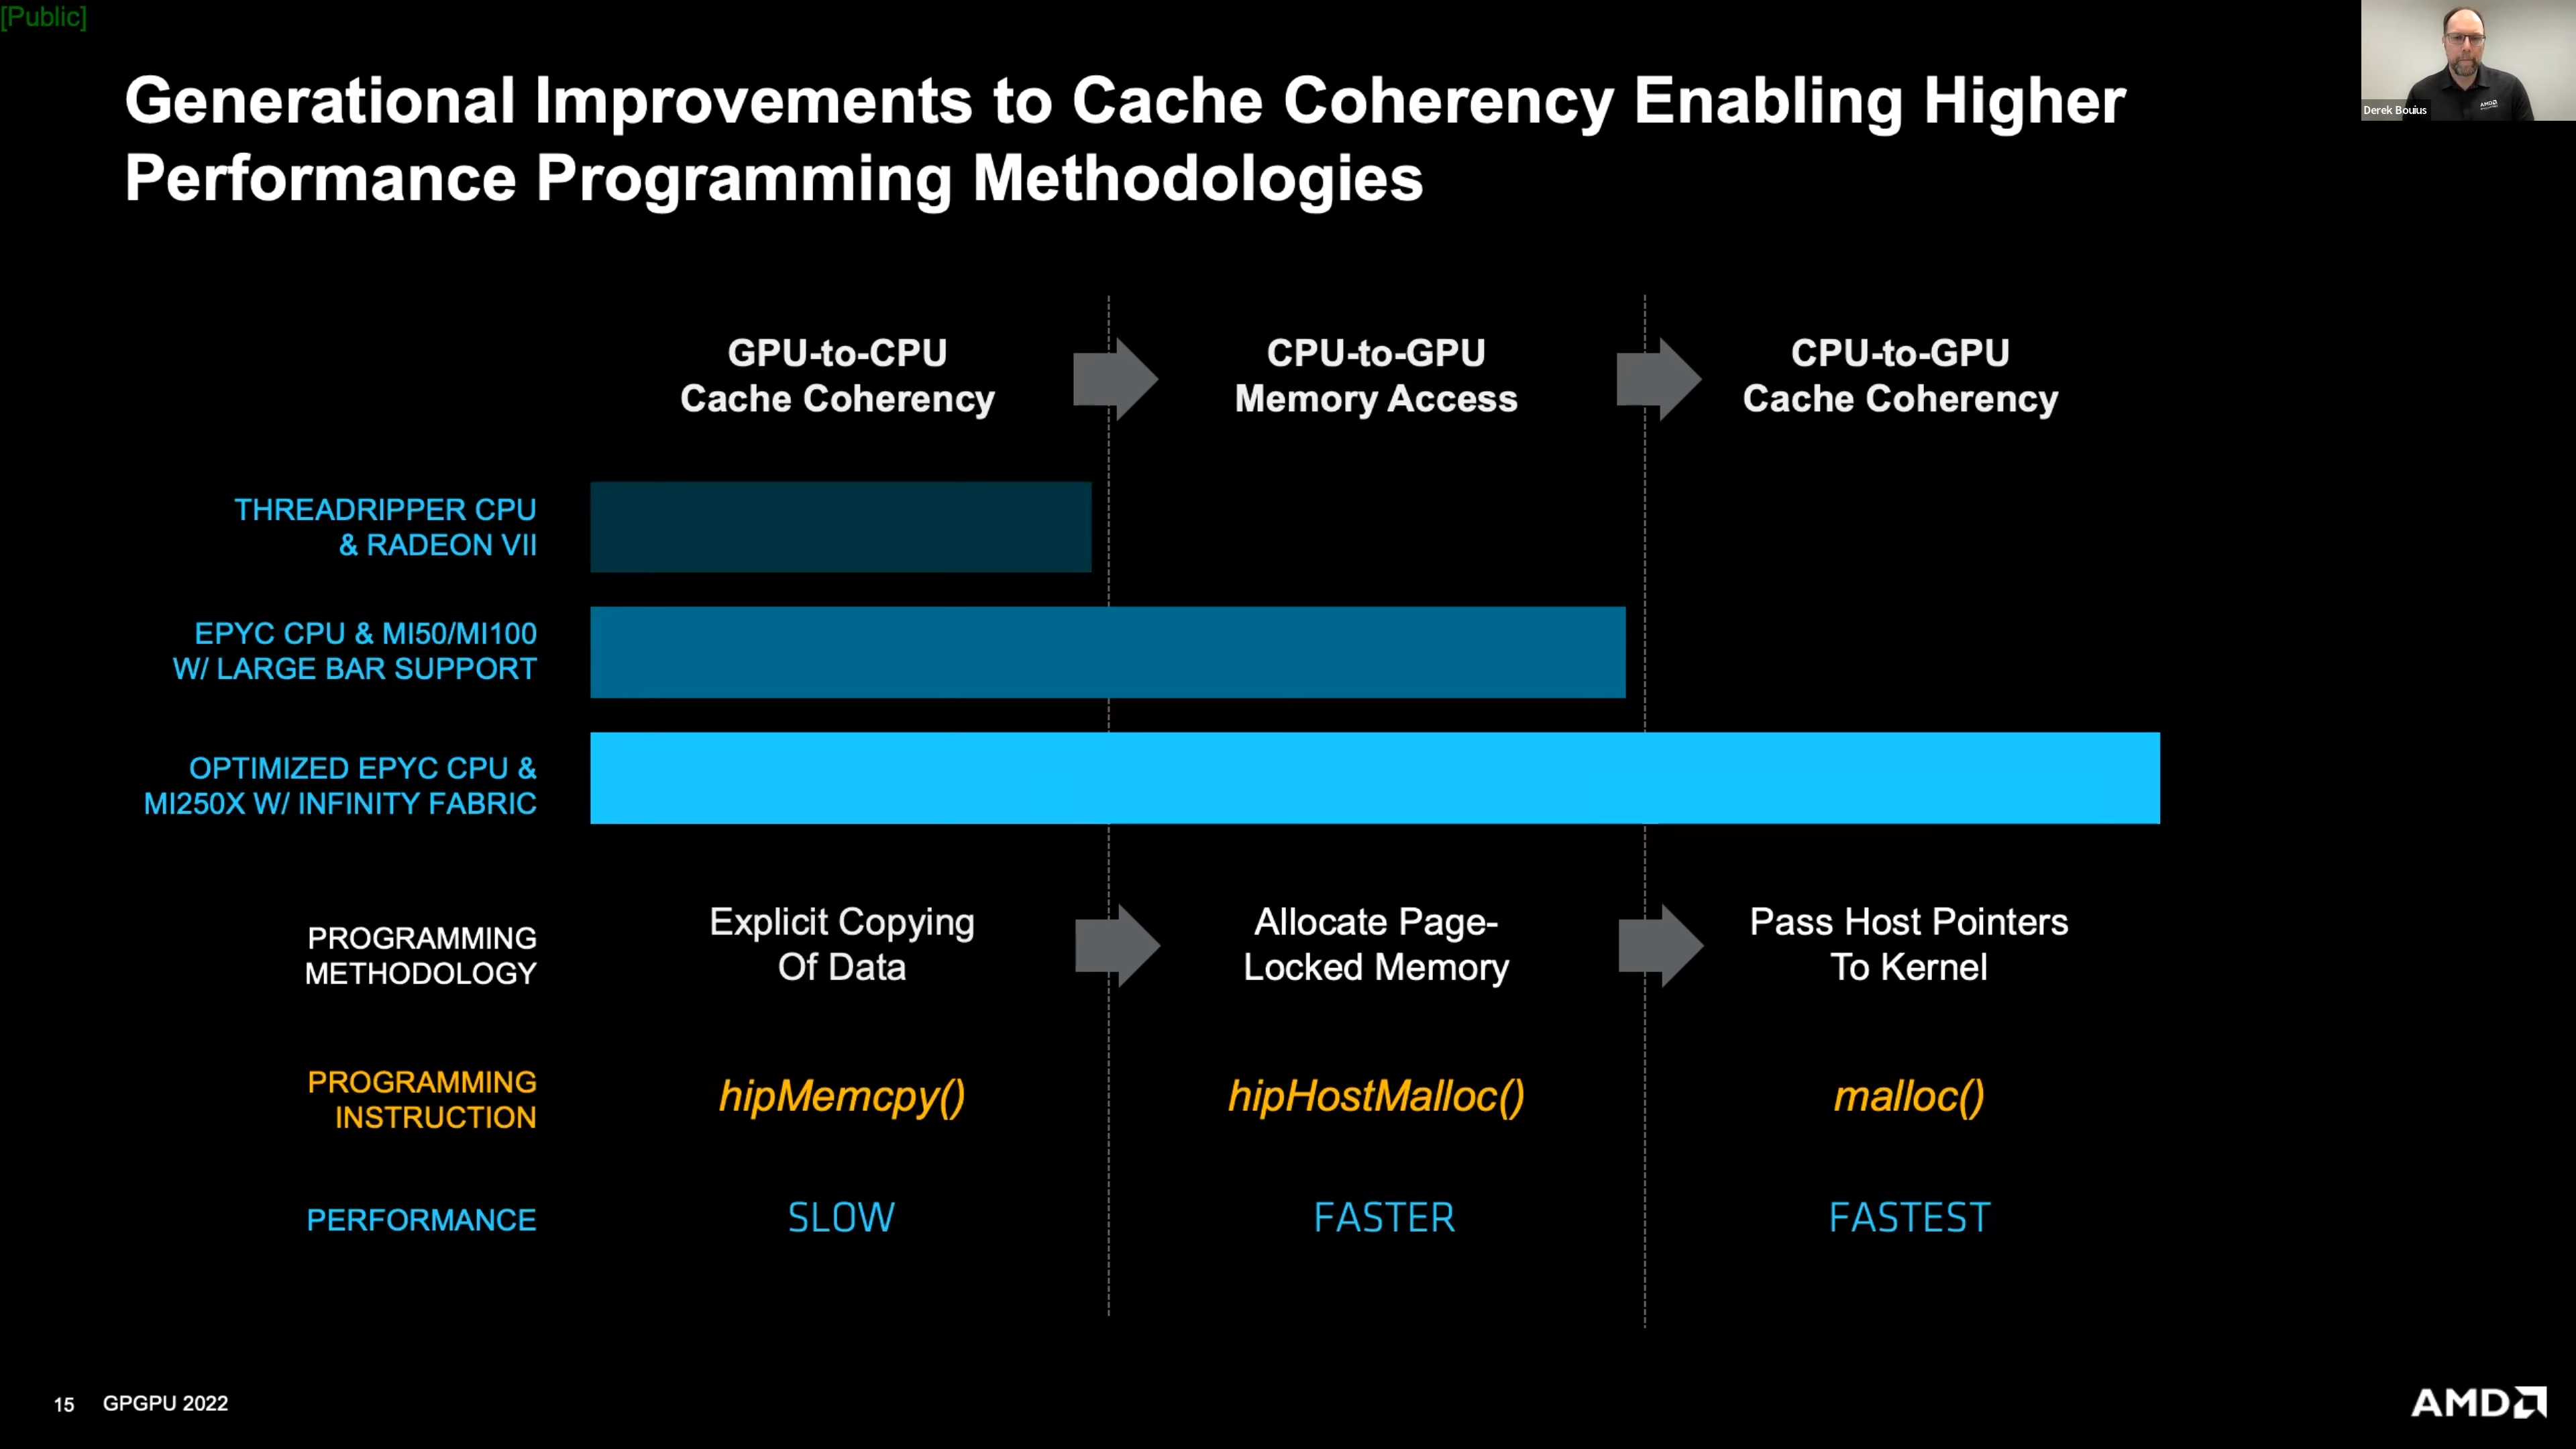 [Public]
Generational Improvements to Cache Coherency Enabling Higher
Performance Programming Methodologies
Derek Bouius
GPU-to-CPU
Cache Coherency
CPU-to-GPU
Memory Access
CPU-to-GPU
Cache Coherency
THREADRIPPER CPU
& RADEON VII
EPYC CPU & MI50/MI100
W/ LARGE BAR SUPPORT
OPTIMIZED EPYC CPU &
MI250X W/ INFINITY FABRIC
PROGRAMMING
METHODOLOGY
Explicit Copying
Of Data
Allocate Page-
Locked Memory
Pass Host Pointers
To Kernel
PROGRAMMING
INSTRUCTION
hipMemcpy()
hipHostMalloc()
malloc()
PERFORMANCE
SLOW
FASTER
FASTEST
15
GPGPU 2022
AMD